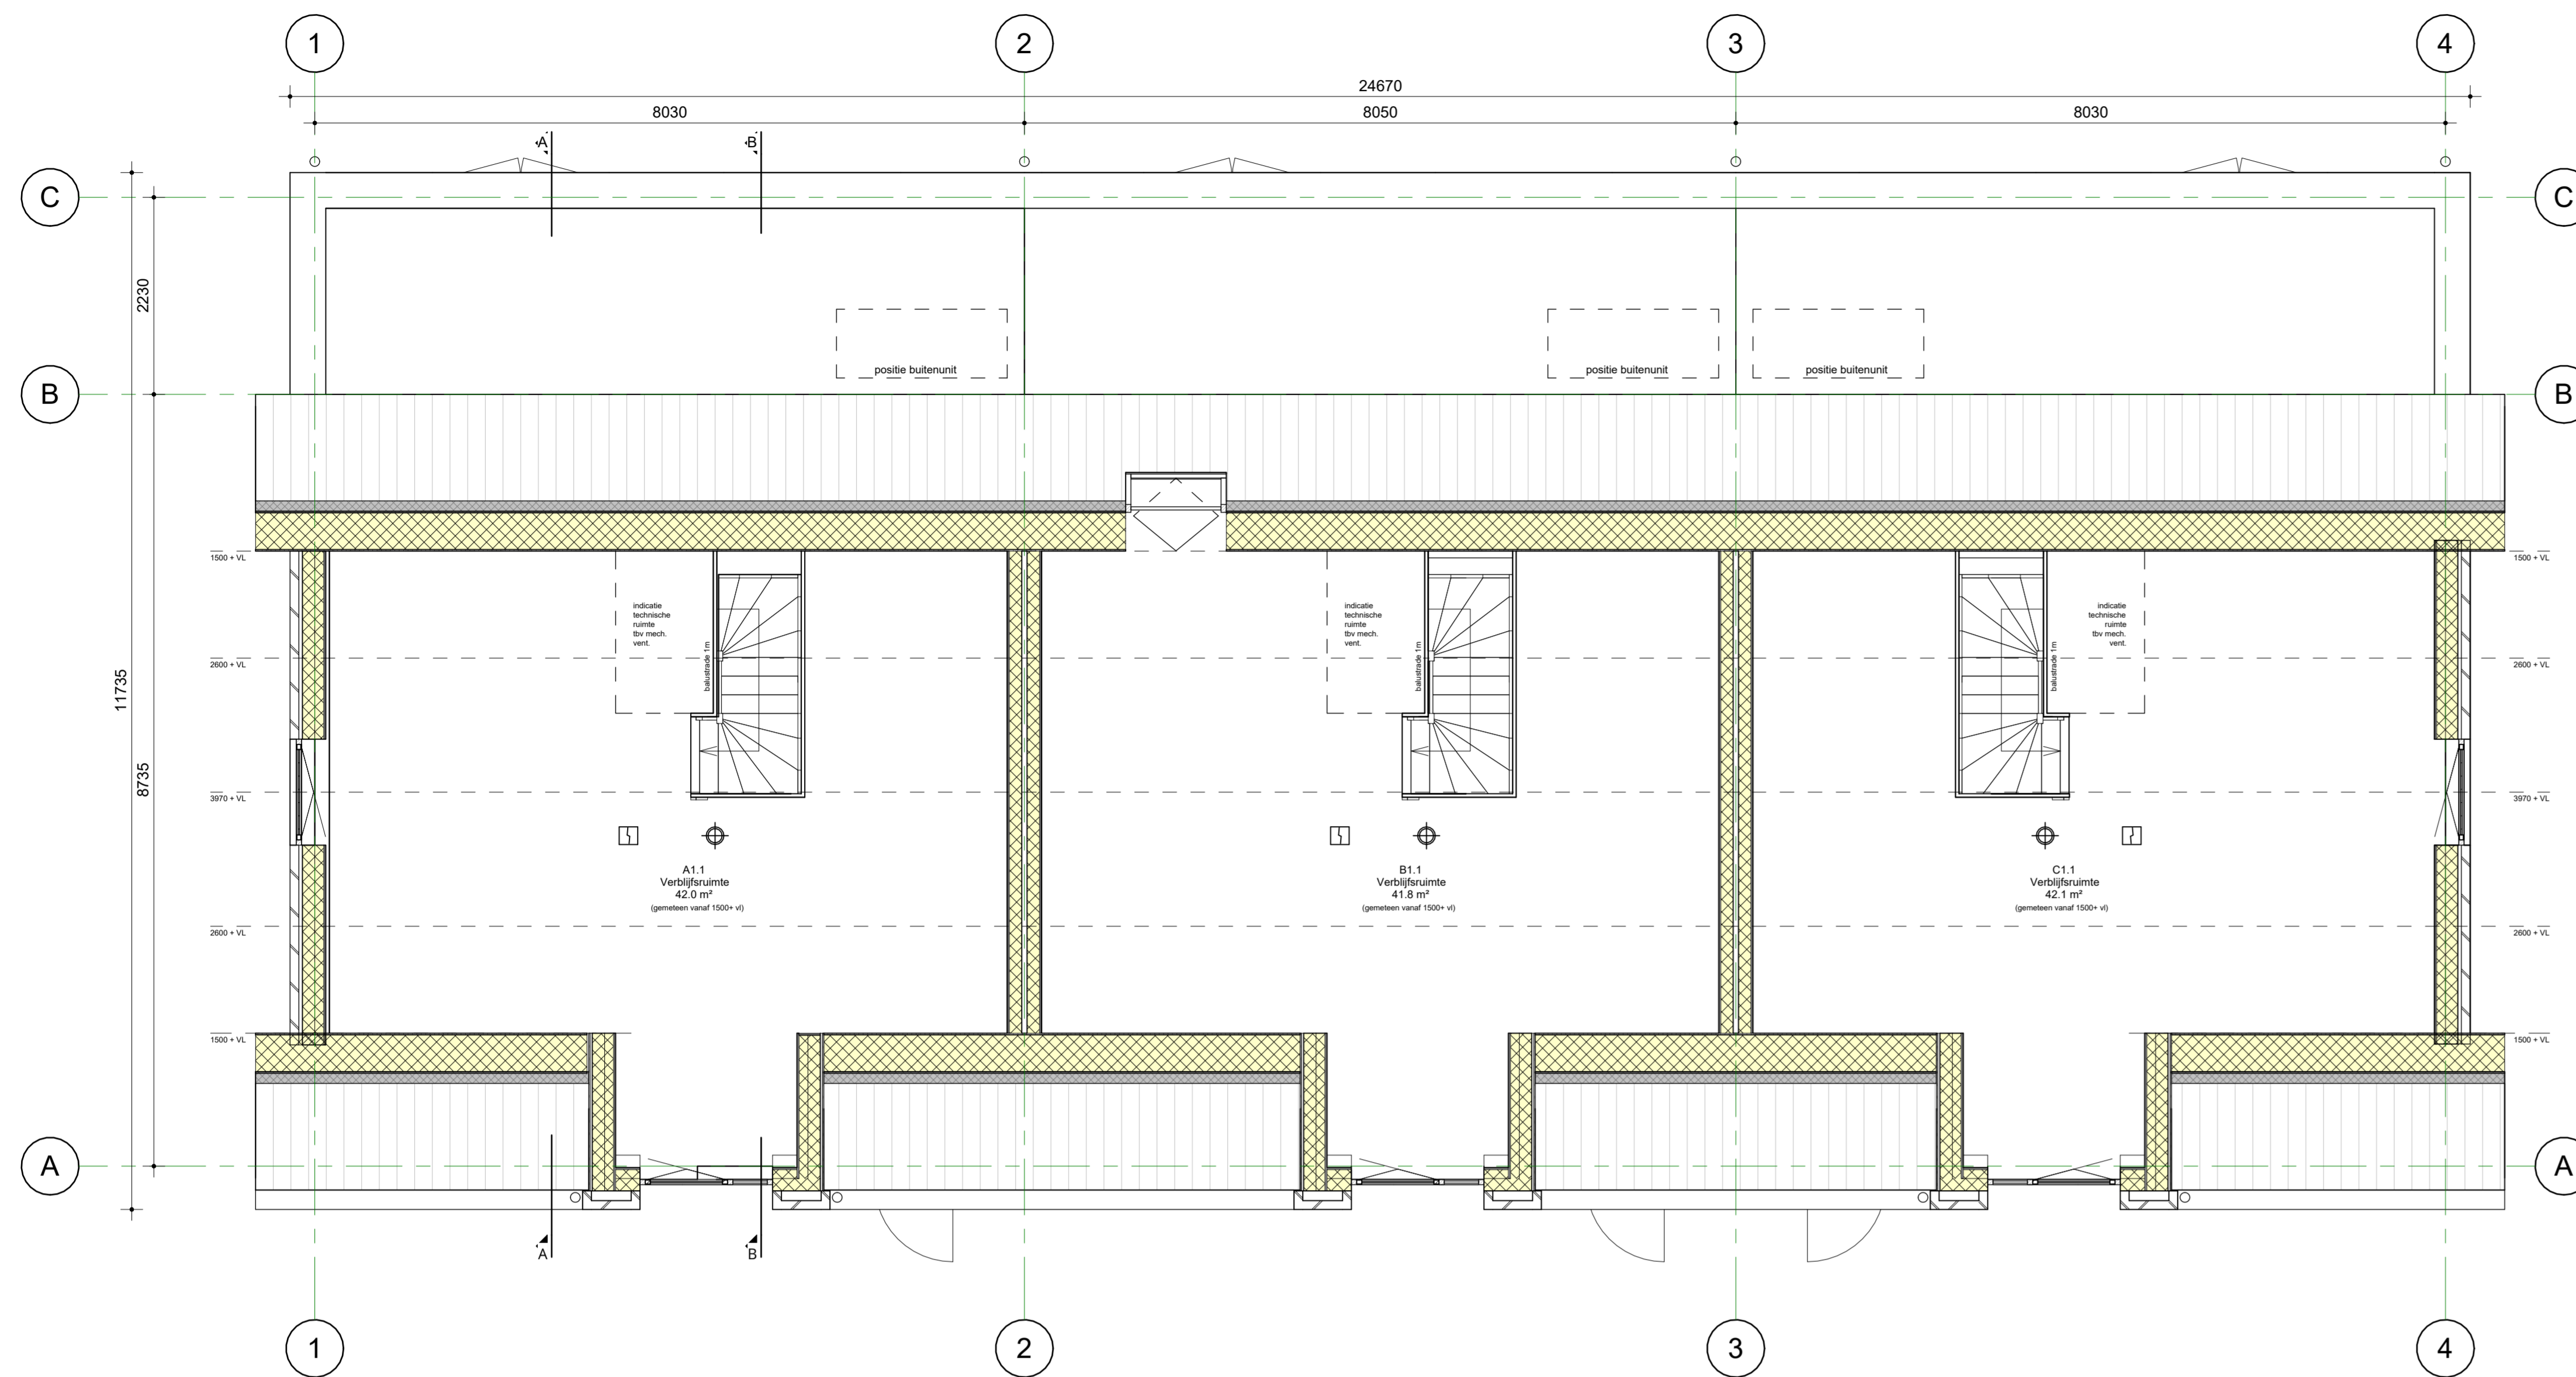 1
2
3
4
24670
8030
8050
8030
A
B
C
C
2230
positie buitenunit
positie buitenunit
positie buitenunit
B
B
1500 + VL
1500 + VL
indicatie
technische
ruimte
tbv mech.
vent.
balustrade 1m
indicatie
technische
ruimte
tbv mech.
vent.
balustrade 1m
indicatie
technische
ruimte
tbv mech.
vent.
balustrade 1m
2600 + VL
2600 + VL
11735
8735
3970 + VL
3970 + VL
A1.1
Verblijfsruimte
42.0 m²
(gemeteen vanaf 1500+ vl)
B1.1
Verblijfsruimte
41.8 m²
(gemeteen vanaf 1500+ vl)
C1.1
Verblijfsruimte
42.1 m²
(gemeteen vanaf 1500+ vl)
2600 + VL
2600 + VL
1500 + VL
1500 + VL
A
A
A
B
1
2
3
4